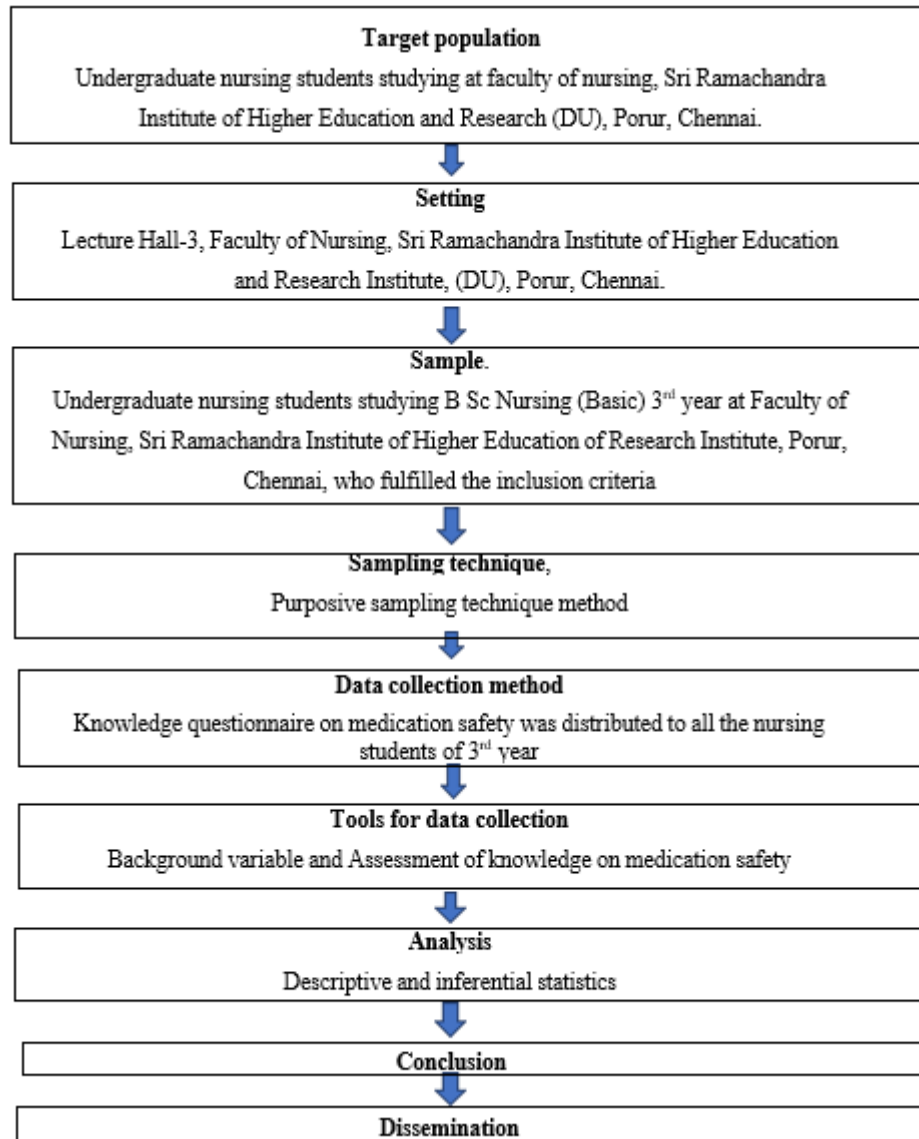 Target population
Undergraduate nursing students studying at faculty of nursing, Sri Ramachandra
Institute of Higher Education and Research (DU), Porur, Chennai.
Setting
Lecture Hall-3, Faculty of Nursing, Sri Ramachandra Institute of Higher Education
and Research Institute, (DU), Porur, Chennai.
Sample.
Undergraduate nursing students studying B Sc Nursing (Basic) 3rd year at Faculty of
Nursing, Sri Ramachandra Institute of Higher Education of Research Institute, Porur,
Chennai, who fulfilled the inclusion criteria
Sampling technique,
Purposive sampling technique method
Data collection method
Knowledge questionnaire on medication safety was distributed to all the nursing
students of 3rd year
Tools for data collection
Background variable and Assessment of knowledge on medication safety
Analysis
Descriptive and inferential statistics
Conclusion
Dissemination